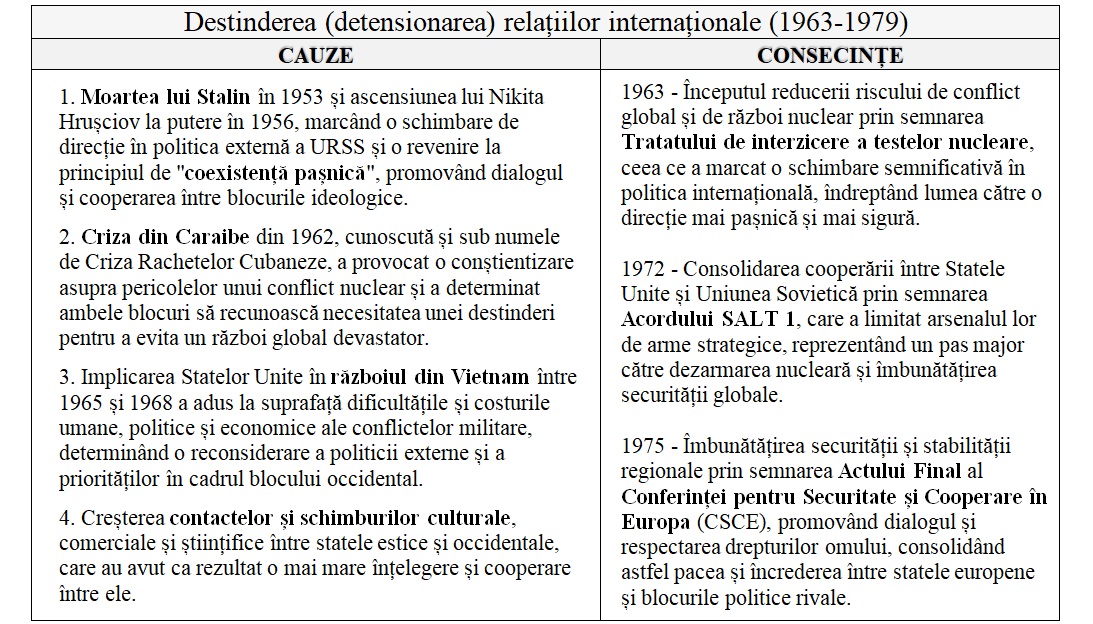 Destinderea (detensionarea) relațiilor internaționale (1963-1979)
CAUZE
1. Moartea lui Stalin în 1953 și ascensiunea lui Nikita
Hrușciov la putere în 1956, marcând o schimbare de
direcție în politica externă a URSS și o revenire la
principiul de "coexistență pașnică", promovând dialogul
și cooperarea între blocurile ideologice.
2. Criza din Caraibe din 1962, cunoscută și sub numele
de Criza Rachetelor Cubaneze, a provocat o conștientizare
asupra pericolelor unui conflict nuclear și a determinat
ambele blocuri să recunoască necesitatea unei destinderi
pentru a evita un război global devastator.
3. Implicarea Statelor Unite în războiul din Vietnam între
1965 și 1968 a adus la suprafață dificultățile și costurile
umane, politice și economice ale conflictelor militare,
determinând o reconsiderare a politicii externe și a
priorităților în cadrul blocului occidental.
4. Creșterea contactelor și schimburilor culturale,
comerciale și științifice între statele estice și occidentale,
care au avut ca rezultat o mai mare înțelegere și cooperare
între ele.
CONSECINȚE
1963 - Începutul reducerii riscului de conflict
global și de război nuclear prin semnarea
Tratatului de interzicere a testelor nucleare,
ceea ce a marcat o schimbare semnificativă în
politica internațională, îndreptând lumea către o
direcție mai pașnică și mai sigură.
1972 - Consolidarea cooperării între Statele
Unite și Uniunea Sovietică prin semnarea
Acordului SALT 1, care a limitat arsenalul lor
de arme strategice, reprezentând un pas major
către dezarmarea nucleară și îmbunătățirea
securității globale.
1975 - Îmbunătățirea securității și stabilității
regionale prin semnarea Actului Final al
Conferinței pentru Securitate și Cooperare în
Europa (CSCE), promovând dialogul și
respectarea drepturilor omului, consolidând
astfel pacea și încrederea între statele europene
și blocurile politice rivale.